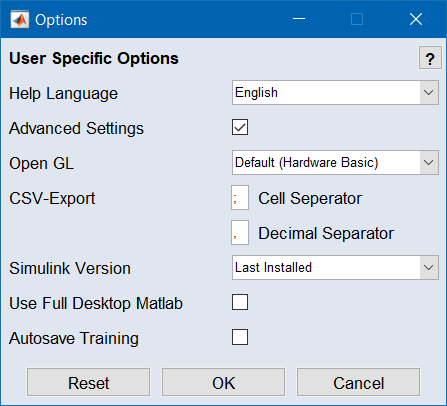 Options
User Specific Options ?
Help Language English
Advanced Settings
Open GL Default (Hardware Basic)
CSV-Export ; Cell Seperator
, Decimal Separator
Simulink Version Last Installed
Use Full Desktop Matlab
Autosave Training
Reset OK Cancel